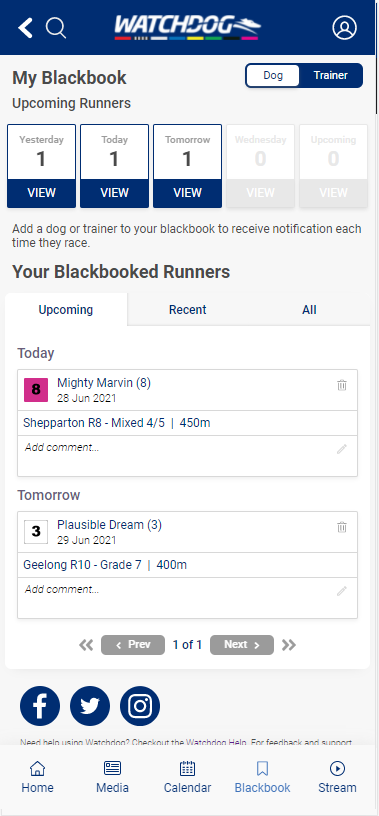 WATCHDOG
My Blackbook
Dog Trainer
Upcoming Runners
Yesterday Today Tomorrow Wednesday Upcoming
1 1 1 0 0
VIEW VIEW VIEW VIEW VIEW
Add a dog or trainer to your blackbook to receive notification each
time they race.
Your Blackbooked Runners
Upcoming Recent All
Today
8 Mighty Marvin (8)
28 Jun 2021
Shepparton R8 - Mixed 4/5 | 450m
Add comment...
Tomorrow
3 Plausible Dream (3)
29 Jun 2021
Geelong R10 - Grade 7 | 400m
Add comment...
Prev 1 of 1 Next
Need help using Watchdog? Checkout the Watchdog Help. For feedback and support
Home Media Calendar Blackbook Stream